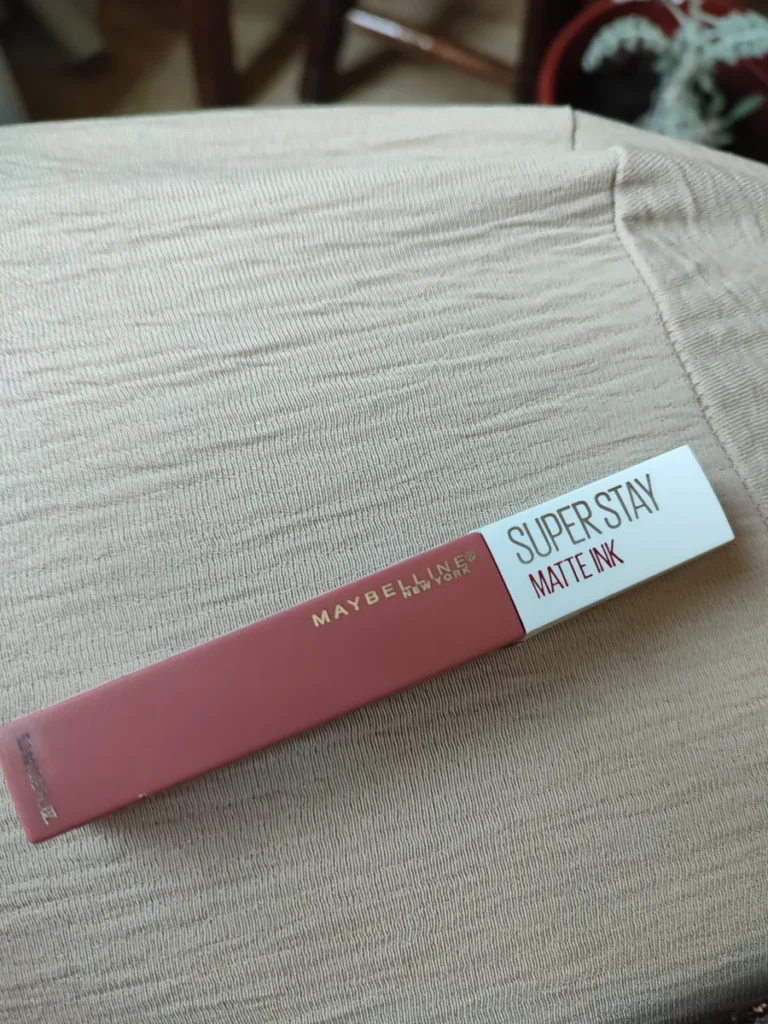 SUPER STAY
MATTE INK
MAYBELLINE®
NEW YORK